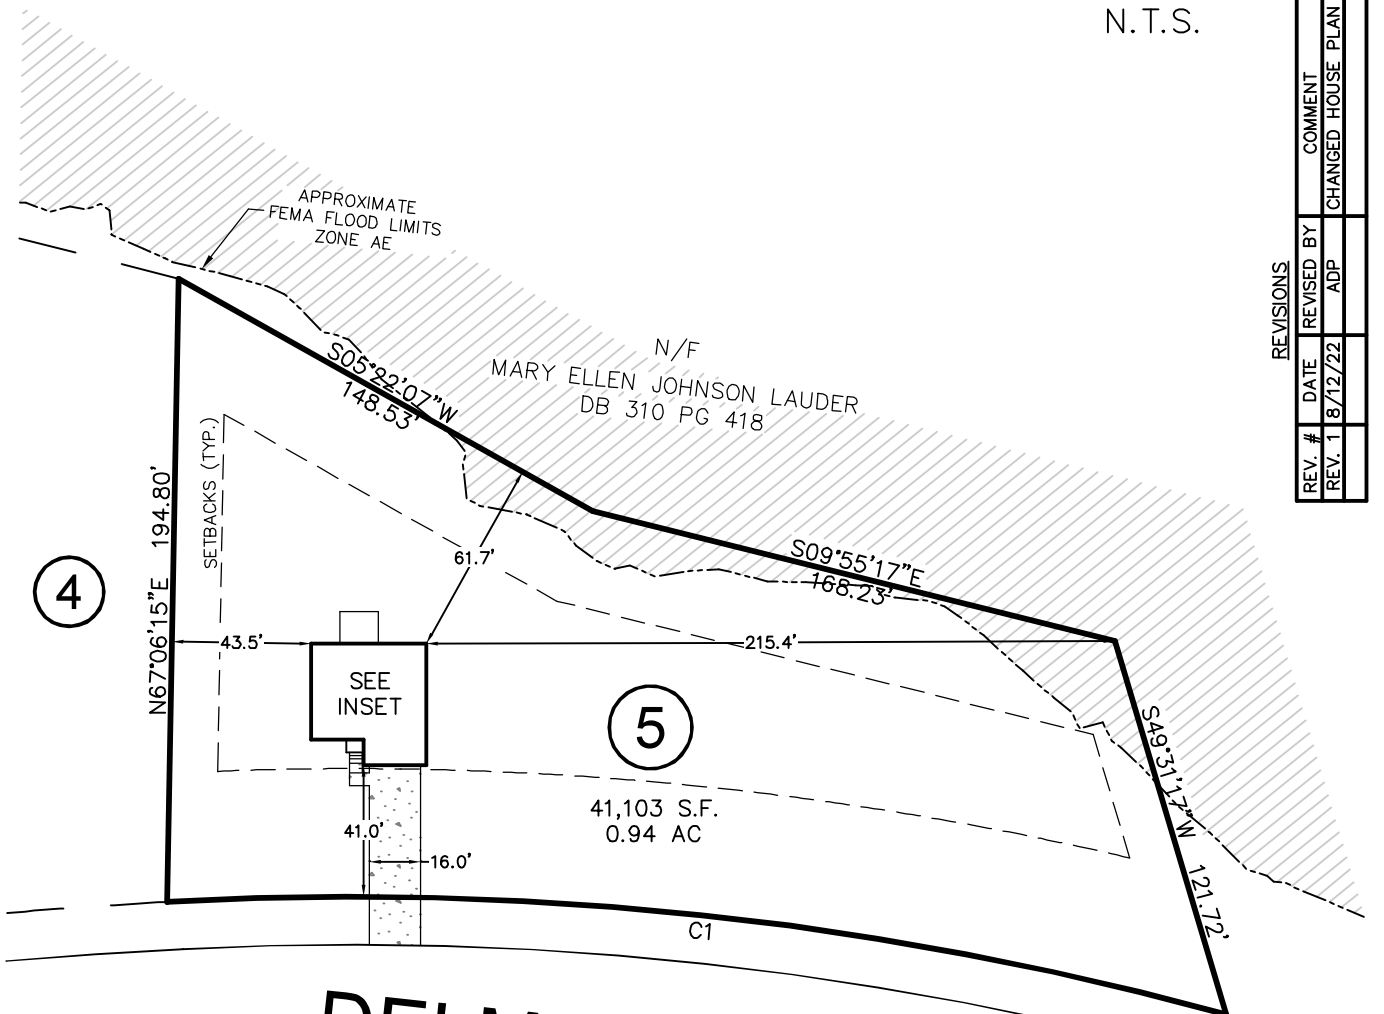 N.T.S.
REVISIONS
REV. # DATE REVISED BY COMMENT
REV. 1 8/12/22 ADP CHANGED HOUSE PLAN
APPROXIMATE
FEMA FLOOD LIMITS
ZONE AE
N/F
MARY ELLEN JOHNSON LAUDER
DB 310 PG 418
S05°22'07"W
148.53'
SETBACKS (TYP.)
N67°06'15"E 194.80'
4
61.7'
S09°55'17"E
168.23'
43.5'
215.4'
SEE
INSET
5
41,103 S.F.
0.94 AC
S49°31'17"W 121.72'
41.0'
16.0'
C1